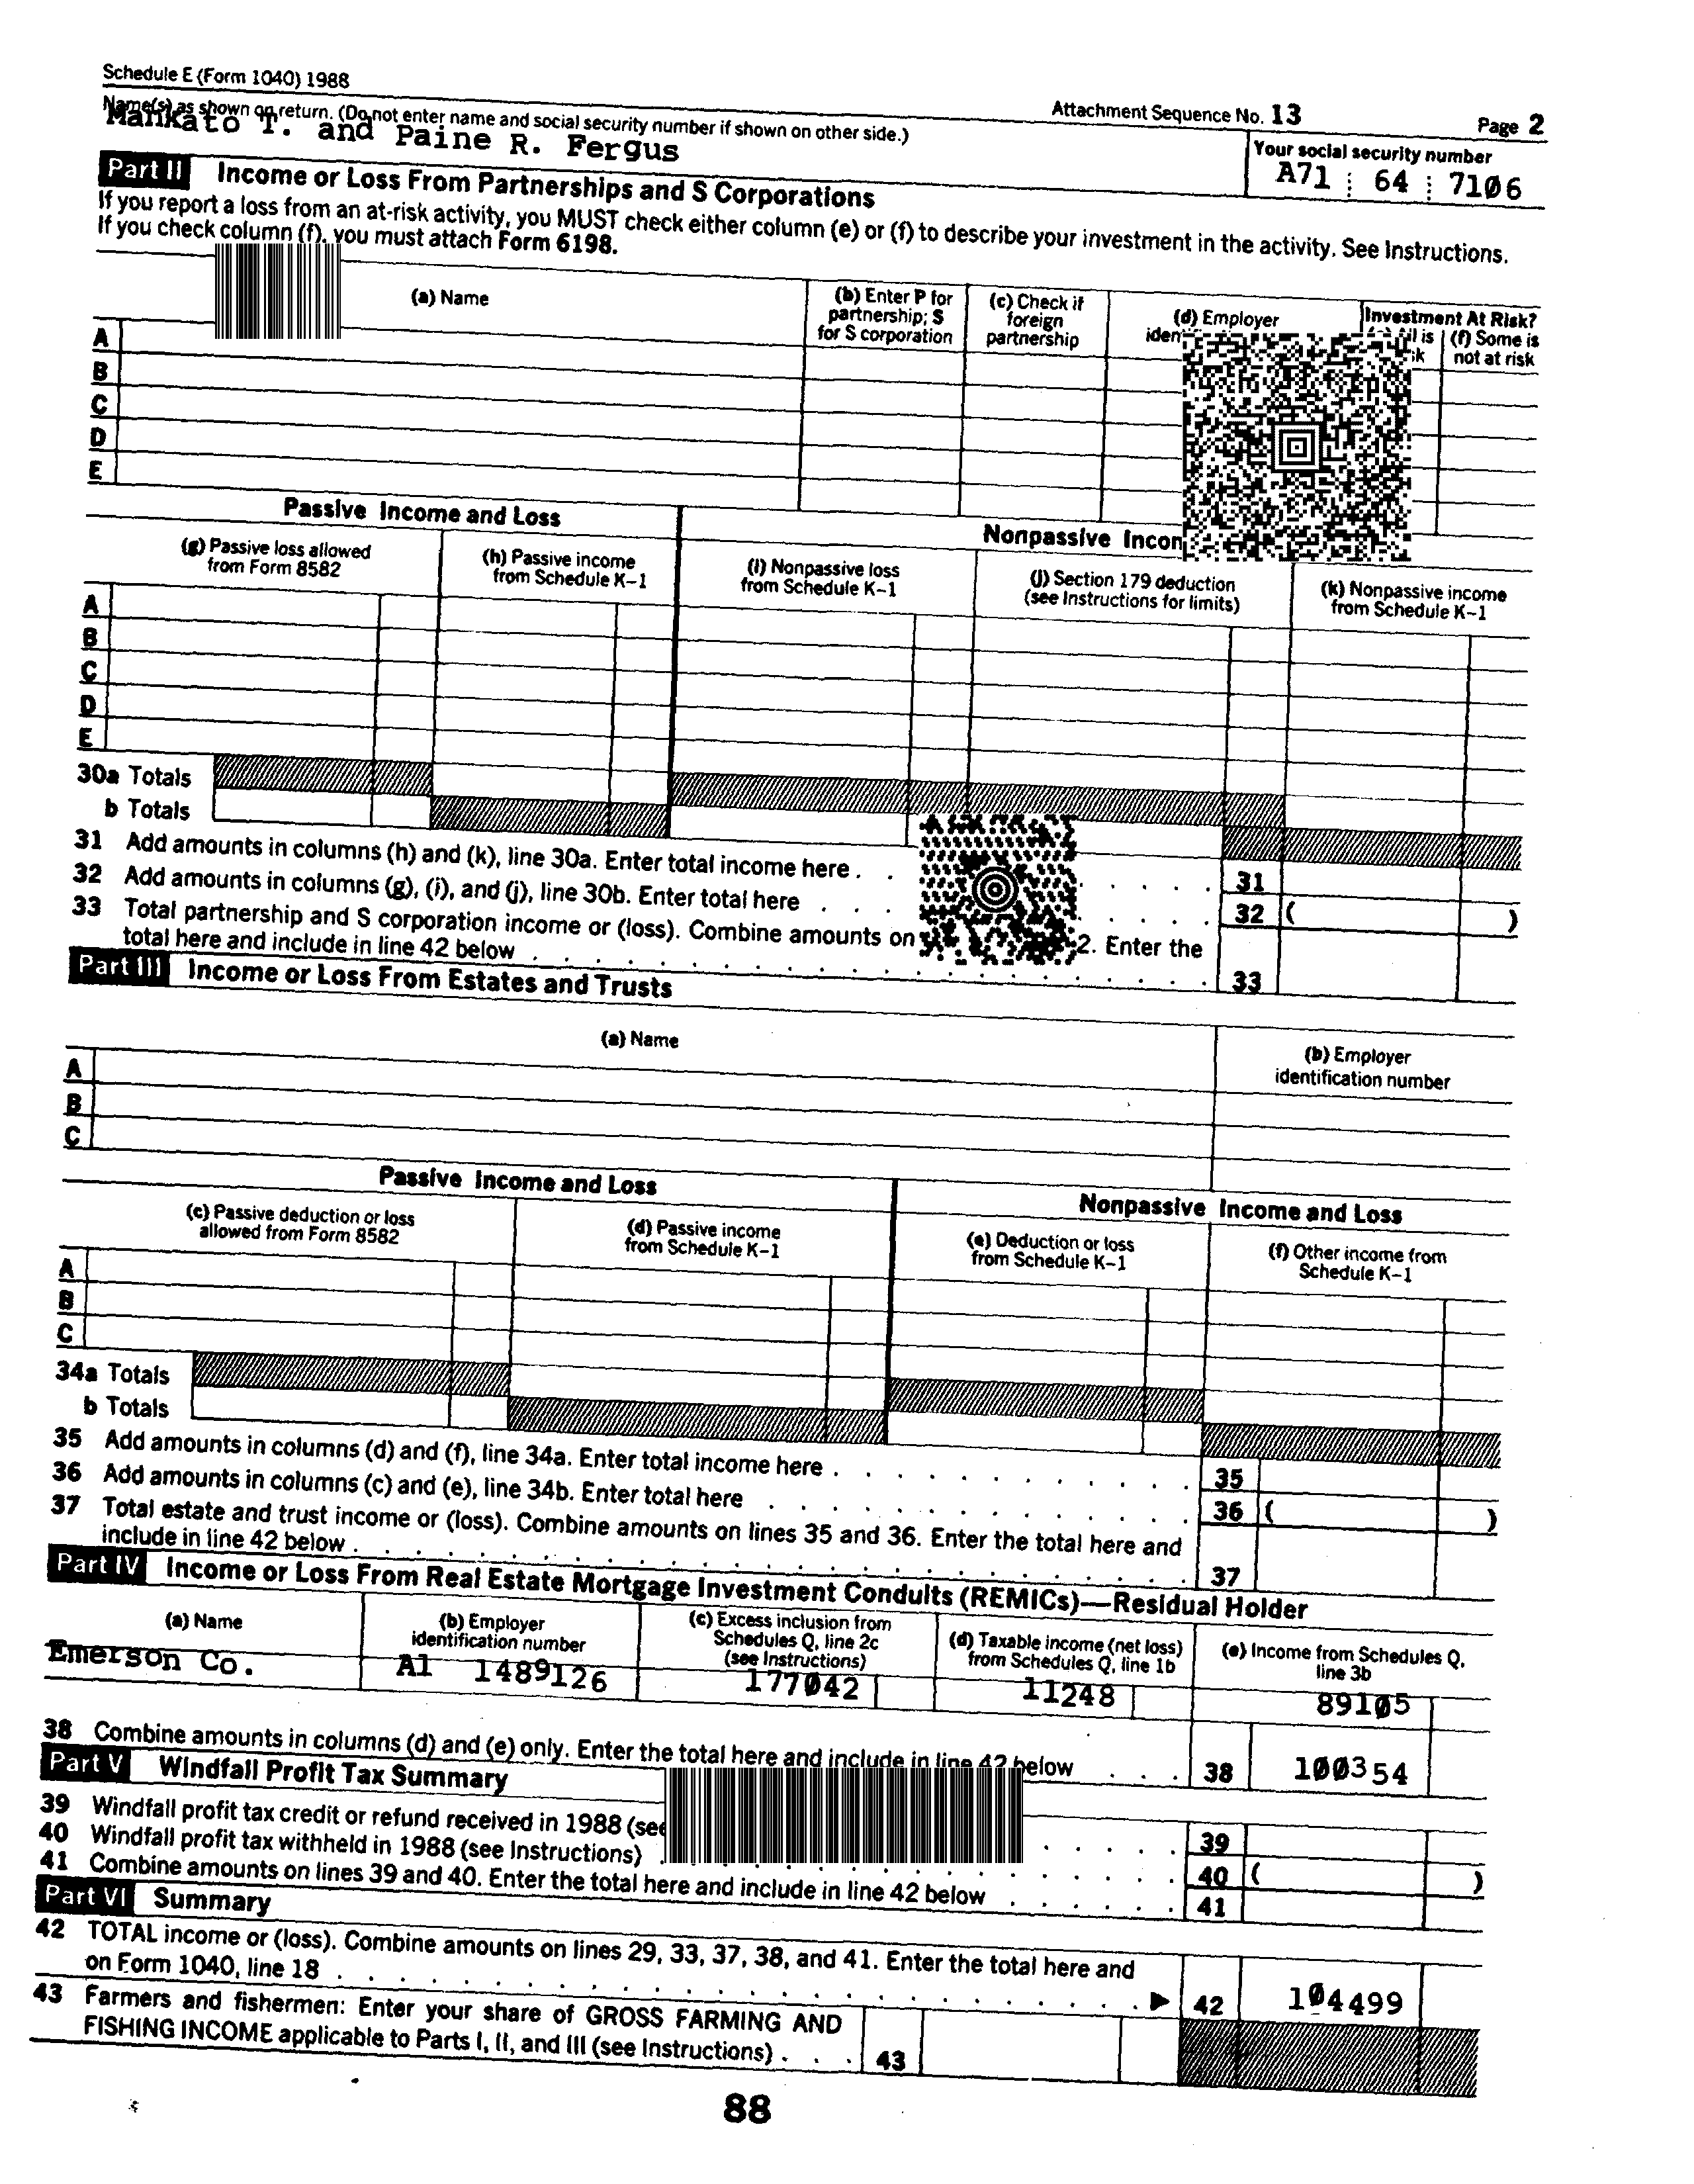 Schedule E (Form 1040) 1988
Attachment Sequence No. 13
Page 2
Name(s) as shown on return. (Do not enter name and social security number if shown on other side.)
Mankato T. and Paine R. Fergus
Your social security number
A71 64 7106
Part II Income or Loss From Partnerships and S Corporations
If you report a loss from an at-risk activity, you MUST check either column (e) or (f) to describe your investment in the activity. See Instructions.
If you check column (f), you must attach Form 6198.
(a) Name
(b) Enter P for partnership; S for S corporation
(c) Check if foreign partnership
(d) Employer
Investment At Risk?
is
(f) Some is not at risk
A
B
C
D
E
Passive Income and Loss
Nonpassive
(g) Passive loss allowed from Form 8582
(h) Passive income from Schedule K-1
(i) Nonpassive loss from Schedule K-1
(j) Section 179 deduction (see Instructions for limits)
(k) Nonpassive income from Schedule K-1
A
B
C
D
E
30a Totals
b Totals
31 Add amounts in columns (h) and (k), line 30a. Enter total income here . . . . . . 31
32 Add amounts in columns (g), (i), and (j), line 30b. Enter total here . . . . . . 32 ( )
33 Total partnership and S corporation income or (loss). Combine amounts on 2. Enter the
total here and include in line 42 below . . . . . . 33
Part III Income or Loss From Estates and Trusts
(a) Name
(b) Employer identification number
A
B
C
Passive Income and Loss
Nonpassive Income and Loss
(c) Passive deduction or loss allowed from Form 8582
(d) Passive income from Schedule K-1
(e) Deduction or loss from Schedule K-1
(f) Other income from Schedule K-1
A
B
C
34a Totals
b Totals
35 Add amounts in columns (d) and (f), line 34a. Enter total income here . . . . . . 35
36 Add amounts in columns (c) and (e), line 34b. Enter total here . . . . . . 36 ( )
37 Total estate and trust income or (loss). Combine amounts on lines 35 and 36. Enter the total here and
include in line 42 below . . . . . . 37
Part IV Income or Loss From Real Estate Mortgage Investment Conduits (REMICs)—Residual Holder
(a) Name
(b) Employer identification number
(c) Excess inclusion from Schedules Q, line 2c (see Instructions)
(d) Taxable income (net loss) from Schedules Q, line 1b
(e) Income from Schedules Q, line 3b
Emerson Co. A1 1489126 177042 11248 89105
38 Combine amounts in columns (d) and (e) only. Enter the total here and include in line 42 below . . . 38 100354
Part V Windfall Profit Tax Summary
39 Windfall profit tax credit or refund received in 1988 (see . . . . . 39
40 Windfall profit tax withheld in 1988 (see Instructions) . . . . . . 40 ( )
41 Combine amounts on lines 39 and 40. Enter the total here and include in line 42 below . . . . . . 41
Part VI Summary
42 TOTAL income or (loss). Combine amounts on lines 29, 33, 37, 38, and 41. Enter the total here and
on Form 1040, line 18 . . . . . . ▶ 42 104499
43 Farmers and fishermen: Enter your share of GROSS FARMING AND
FISHING INCOME applicable to Parts I, II, and III (see Instructions) . . . 43
88